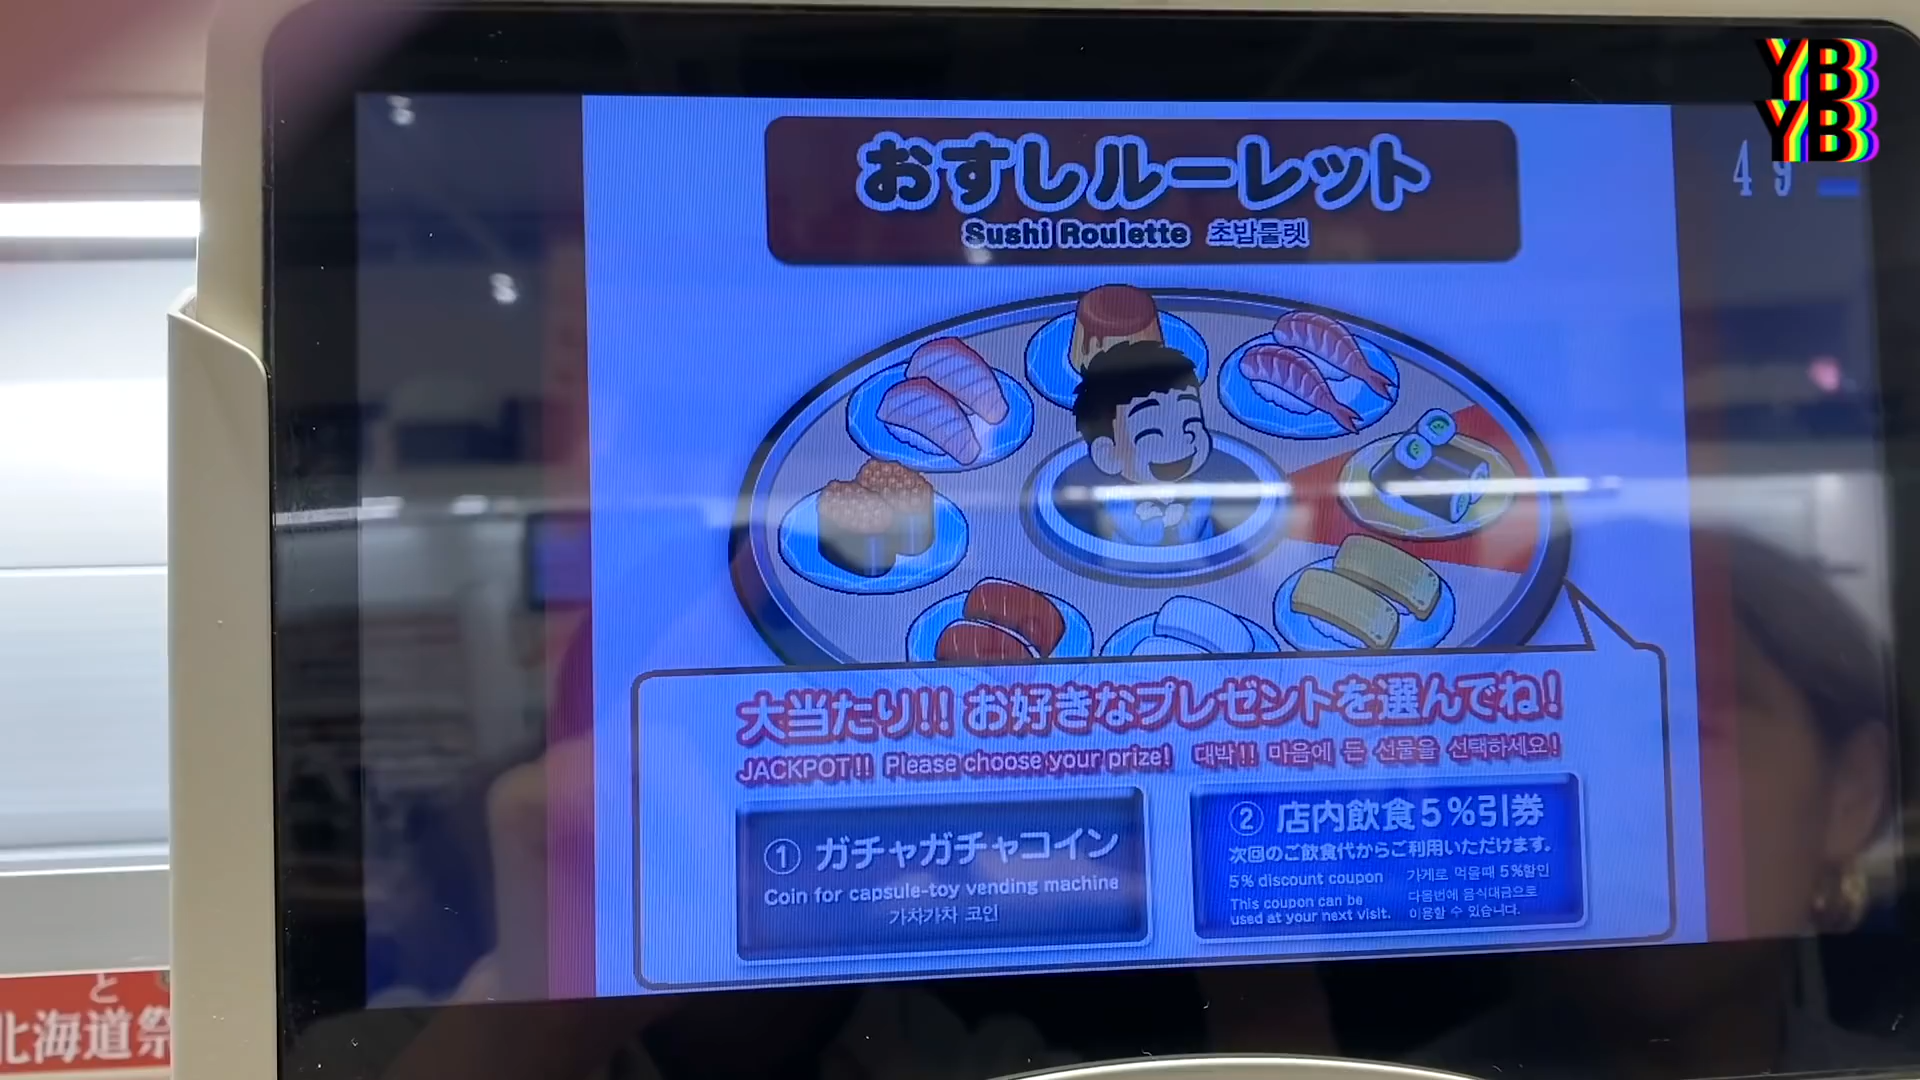 YB
YB
49
おすしルーレット
Sushi Roulette 초밥룰렛
大当たり!! お好きなプレゼントを選んでね!
JACKPOT!! Please choose your prize! 대박!! 마음에 든 선물을 선택하세요!
① ガチャガチャコイン
Coin for capsule-toy vending machine
가챠가챠 코인
② 店内飲食5%引券
次回のご飲食代からご利用いただけます。
5% discount coupon
This coupon can be
used at your next visit.
가게로 먹을때 5%할인
다음번에 음식대금으로
이용할 수 있습니다.
と
北海道祭